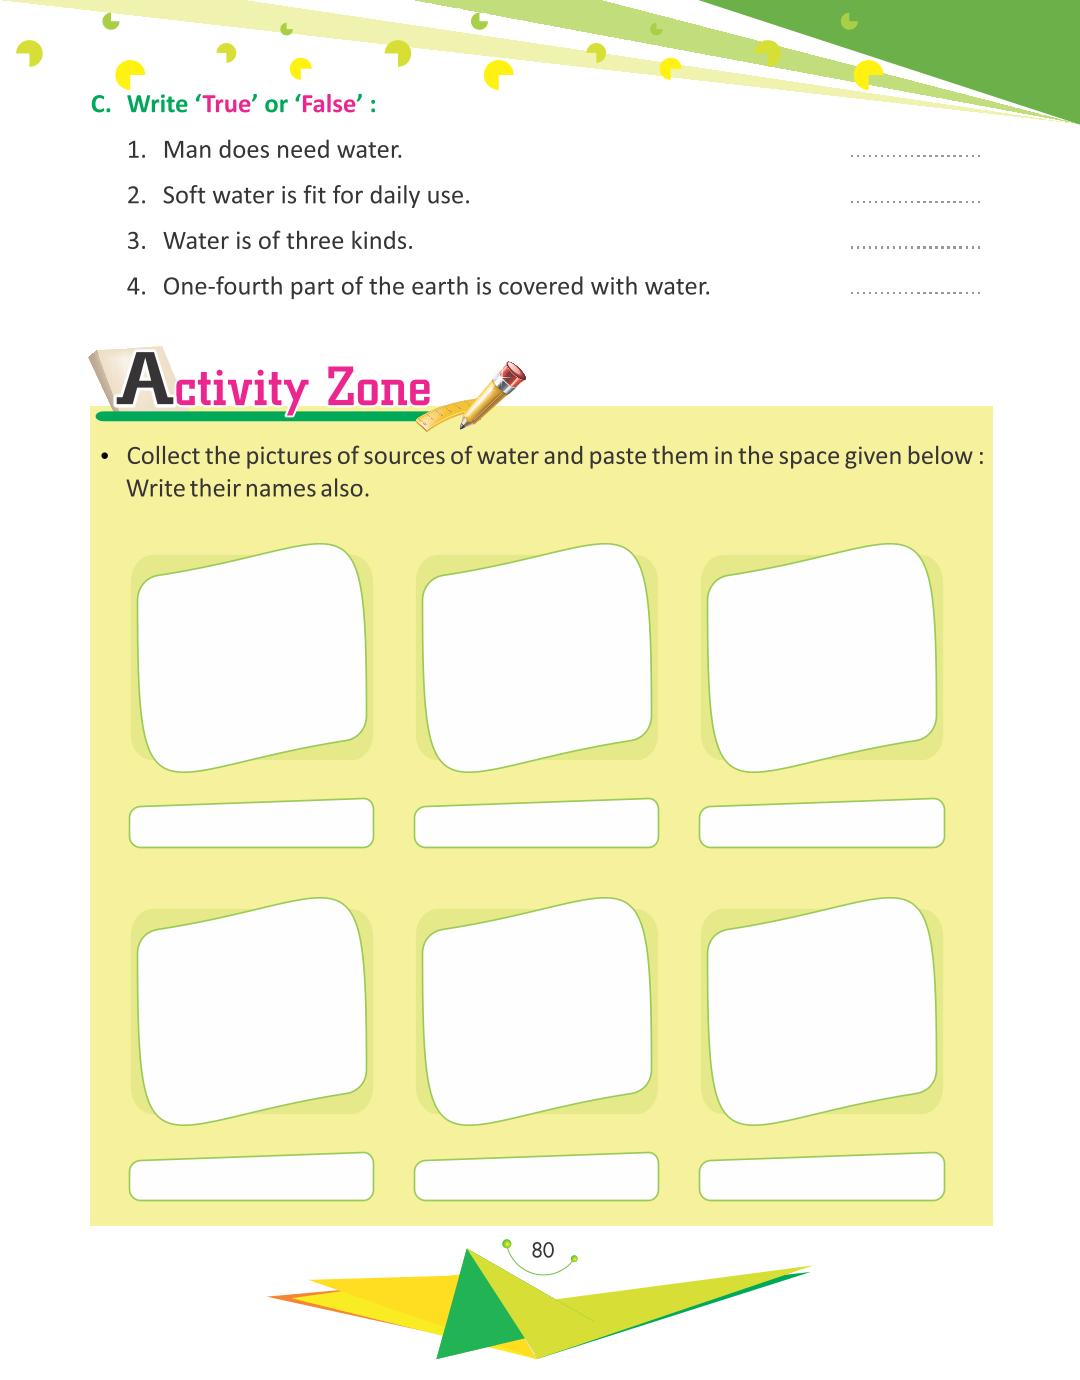 C. Write ‘True’ or ‘False’ :
1. Man does need water. ......................
2. Soft water is fit for daily use. ......................
3. Water is of three kinds. ......................
4. One-fourth part of the earth is covered with water. ......................
Activity Zone
• Collect the pictures of sources of water and paste them in the space given below :
Write their names also.
80